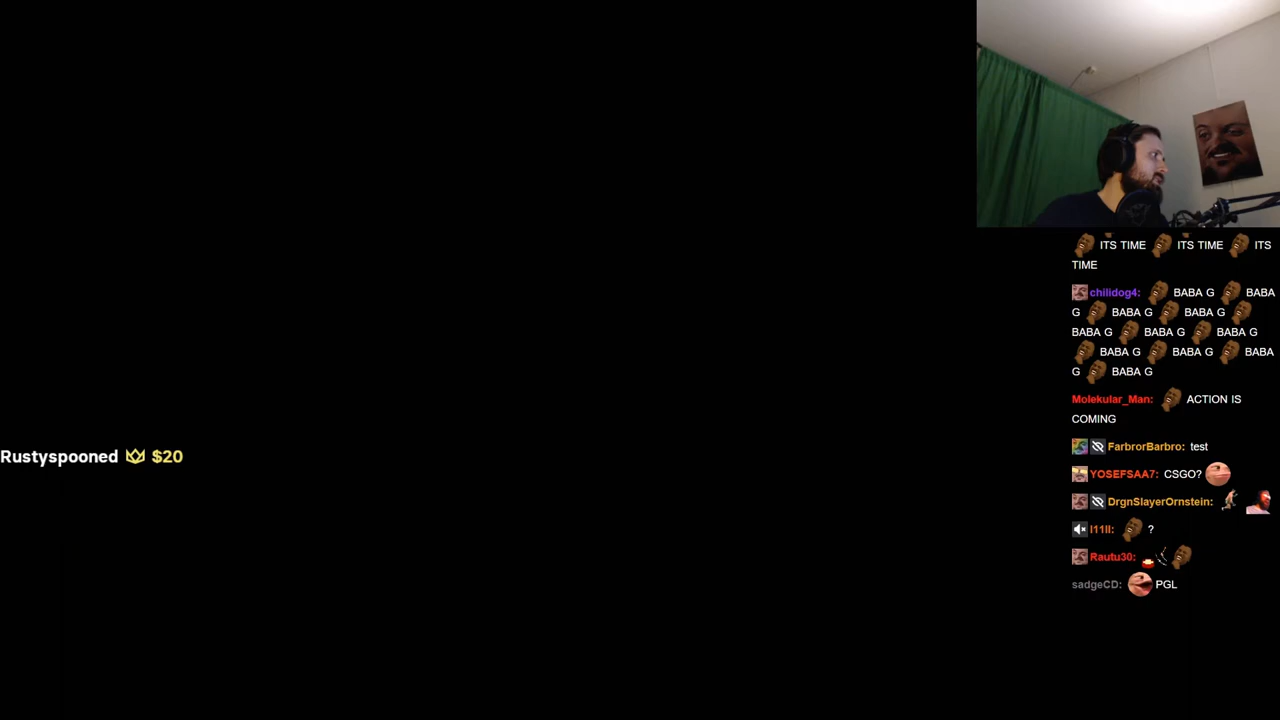 ITS TIME ITS TIME ITS
TIME
chilidog4: BABA G BABA
G BABA G BABA G
BABA G BABA G BABA G
BABA G BABA G BABA
G BABA G
Molekular_Man: ACTION IS
COMING
FarbrorBarbro: test
YOSEFSAA7: CSGO?
Rustyspooned $20
DrgnSlayerOrnstein:
?
Rautu30:
sadgeCD: PGL